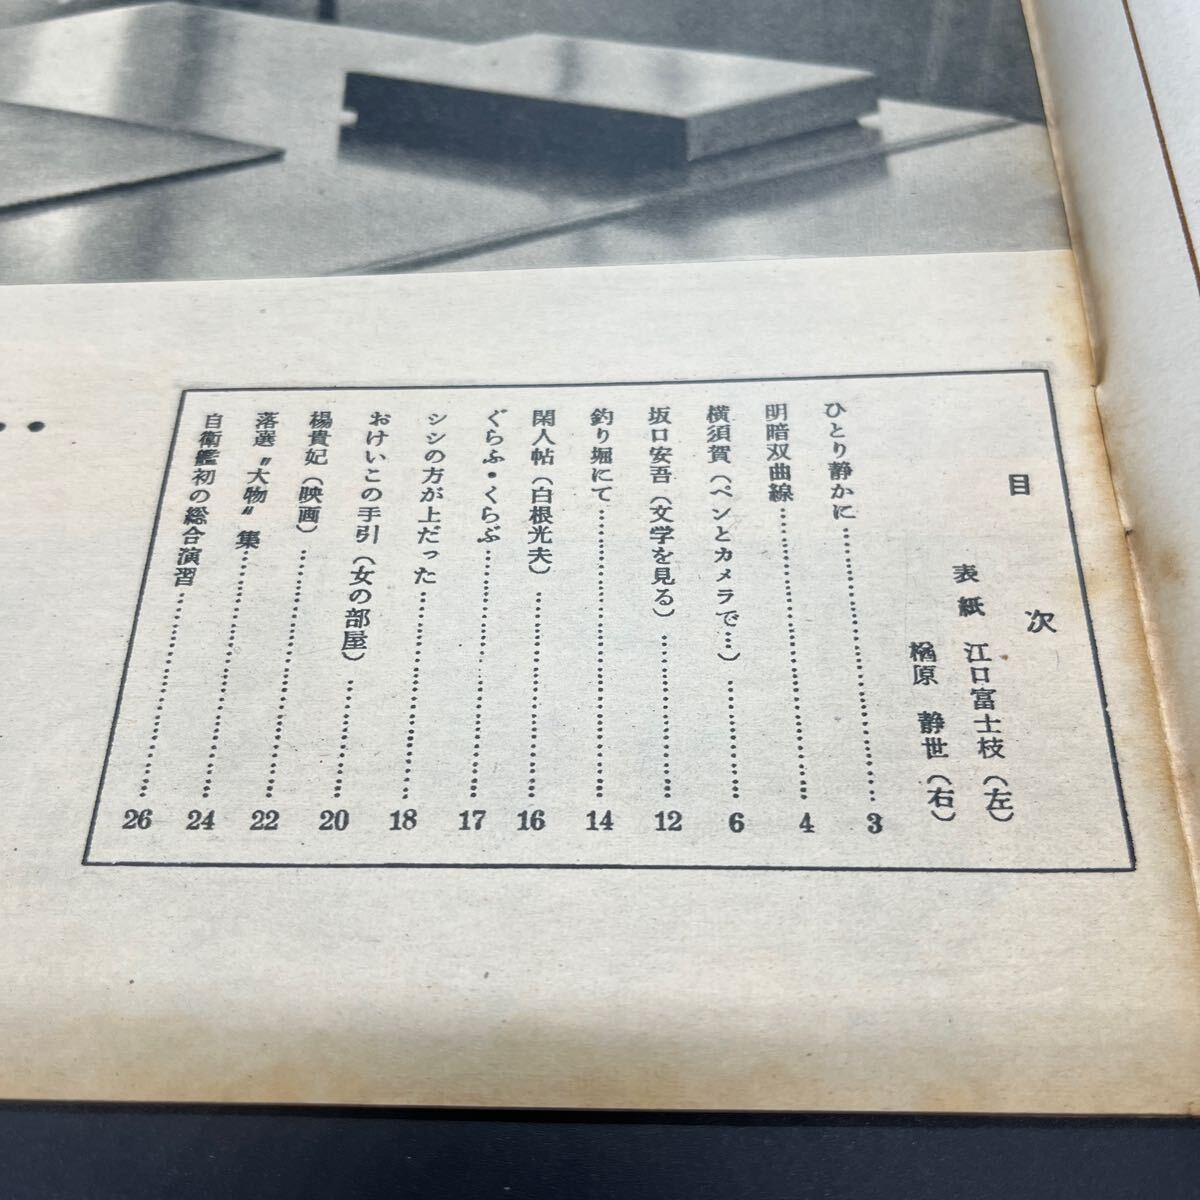 目次
表紙 江口富士枝（左）
楢原静世（右）
ひとり静かに…………3
明暗双曲線…………4
横須賀（ペンとカメラで…）…………6
坂口安吾（文学を見る）…………12
釣り堀にて…………14
閑人帖（白根光夫）…………16
ぐらふ・くらぶ…………17
シシの方が上だった…………18
おけいこの手引（女の部屋）…………20
楊貴妃（映画）…………22
落選〝大物〟集…………24
自衛艦初の総合演習…………26